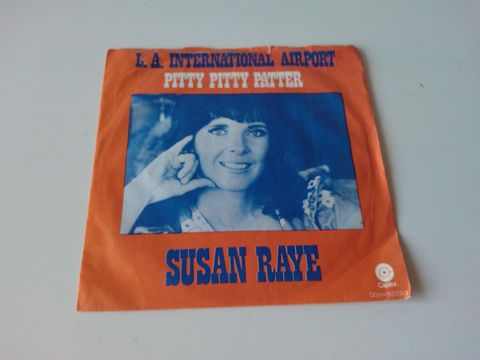 L. A. INTERNATIONAL AIRPORT
PITTY PITTY PATTER
SUSAN RAYE
Capitol